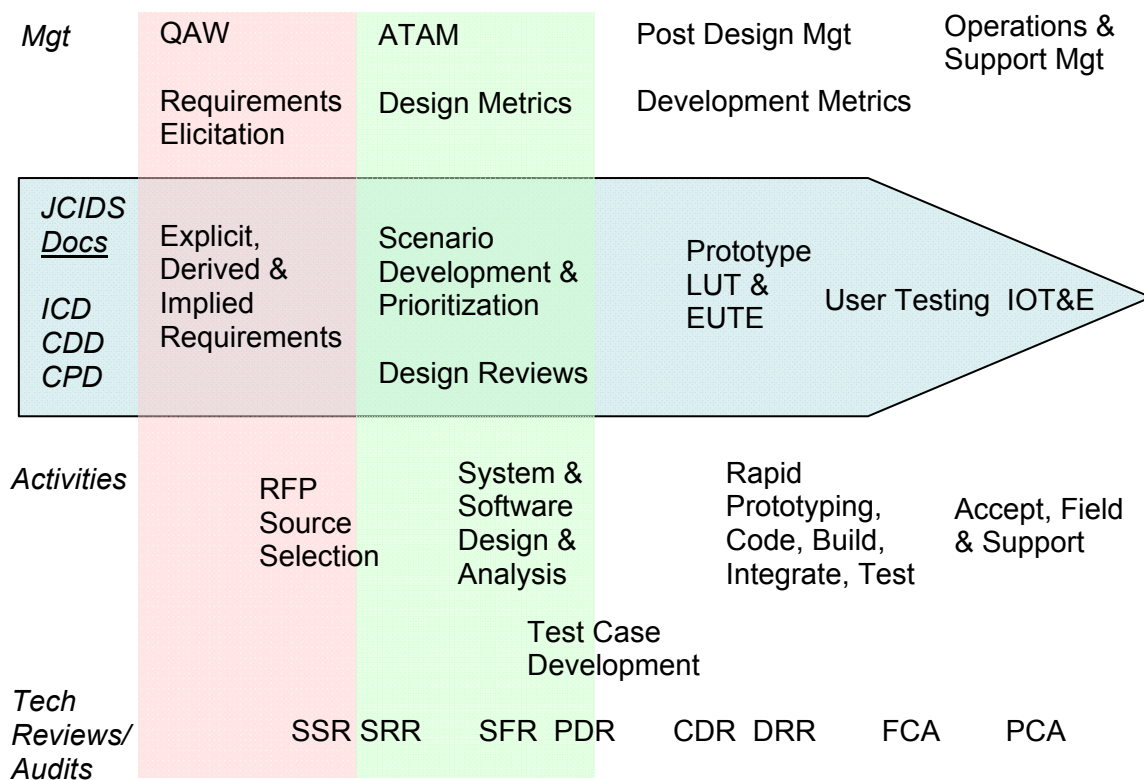 Mgt
QAW
ATAM
Post Design Mgt
Operations &
Support Mgt
Requirements
Elicitation
Design Metrics
Development Metrics
JCIDS
Docs
ICD
CDD
CPD
Explicit,
Derived &
Implied
Requirements
Scenario
Development &
Prioritization
Design Reviews
Prototype
LUT &
EUTE
User Testing
IOT&E
Activities
RFP
Source
Selection
System &
Software
Design &
Analysis
Rapid
Prototyping,
Code, Build,
Integrate, Test
Accept, Field
& Support
Test Case
Development
Tech
Reviews/
Audits
SSR SRR SFR PDR CDR DRR FCA PCA